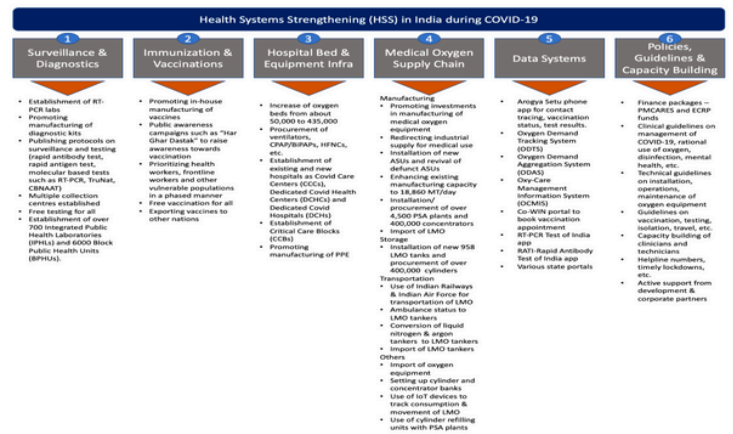 Health Systems Strengthening (HSS) in India during COVID-19
1
Surveillance &
Diagnostics
• Establishment of RT-
PCR labs
• Promoting
manufacturing of
diagnostic kits
• Publishing protocols on
surveillance and testing
(rapid antibody test,
rapid antigen test,
molecular based tests
such as RT-PCR, TruNat,
CBNAAT)
• Multiple collection
centres established
• Free testing for all
• Establishment of over
700 Integrated Public
Health Laboratories
(IPHLs) and 6000 Block
Public Health Units
(BPHUs).
2
Immunization &
Vaccinations
• Promoting in-house
manufacturing of
vaccines
• Public awareness
campaigns such as "Har
Ghar Dastak" to raise
awareness towards
vaccination
• Prioritizing health
workers, frontline
workers and other
vulnerable populations
in a phased manner
• Free vaccination for all
• Exporting vaccines to
other nations
3
Hospital Bed &
Equipment Infra
• Increase of oxygen
beds from about
50,000 to 435,000
• Procurement of
ventilators,
CPAP/BiPAPs, HFNCs,
etc.
• Establishment of
existing and new
hospitals as Covid Care
Centers (CCCs),
Dedicated Covid Health
Centers (DCHCs) and
Dedicated Covid
Hospitals (DCHs)
• Establishment of
Critical Care Blocks
(CCBs)
• Promoting
manufacturing of PPE
4
Medical Oxygen
Supply Chain
Manufacturing
• Promoting investments
in manufacturing of
medical oxygen
equipment
• Redirecting industrial
supply for medical use
• Installation of new
ASUs and revival of
defunct ASUs
• Enhancing existing
manufacturing capacity
to 18,860 MT/day
• Installation/
procurement of over
4,500 PSA plants and
400,000 concentrators
• Import of LMO
Storage
• Installation of new 958
LMO tanks and
procurement of over
400,000 cylinders
Transportation
• Use of Indian Railways
& Indian Air Force for
transportation of LMO
• Ambulance status to
LMO tankers
• Conversion of liquid
nitrogen & argon
tankers to LMO tankers
• Import of LMO tankers
Others
• Import of oxygen
equipment
• Setting up cylinder and
concentrator banks
• Use of IoT devices to
track consumption &
movement of LMO
• Use of cylinder refilling
units with PSA plants
5
Data Systems
• Arogya Setu phone
app for contact
tracing, vaccination
status, test results.
• Oxygen Demand
Tracking System
(ODTS)
• Oxygen Demand
Aggregation System
(ODAS)
• Oxy-Care
Management
Information System
(OCMIS)
• Co-WIN portal to
book vaccination
appointment
• RT-PCR Test of India
app
• RATI-Rapid Antibody
Test of India app
• Various state portals
6
Policies,
Guidelines &
Capacity Building
• Finance packages –
PMCARES and ECRP
funds
• Clinical guidelines on
management of
COVID-19, rational
use of oxygen,
disinfection, mental
health, etc.
• Technical guidelines
on installation,
operations,
maintenance of
oxygen equipment
• Guidelines on
vaccination, testing,
isolation, travel, etc.
• Capacity building of
clinicians and
technicians
• Helpline numbers,
timely lockdowns,
etc.
• Active support from
development &
corporate partners